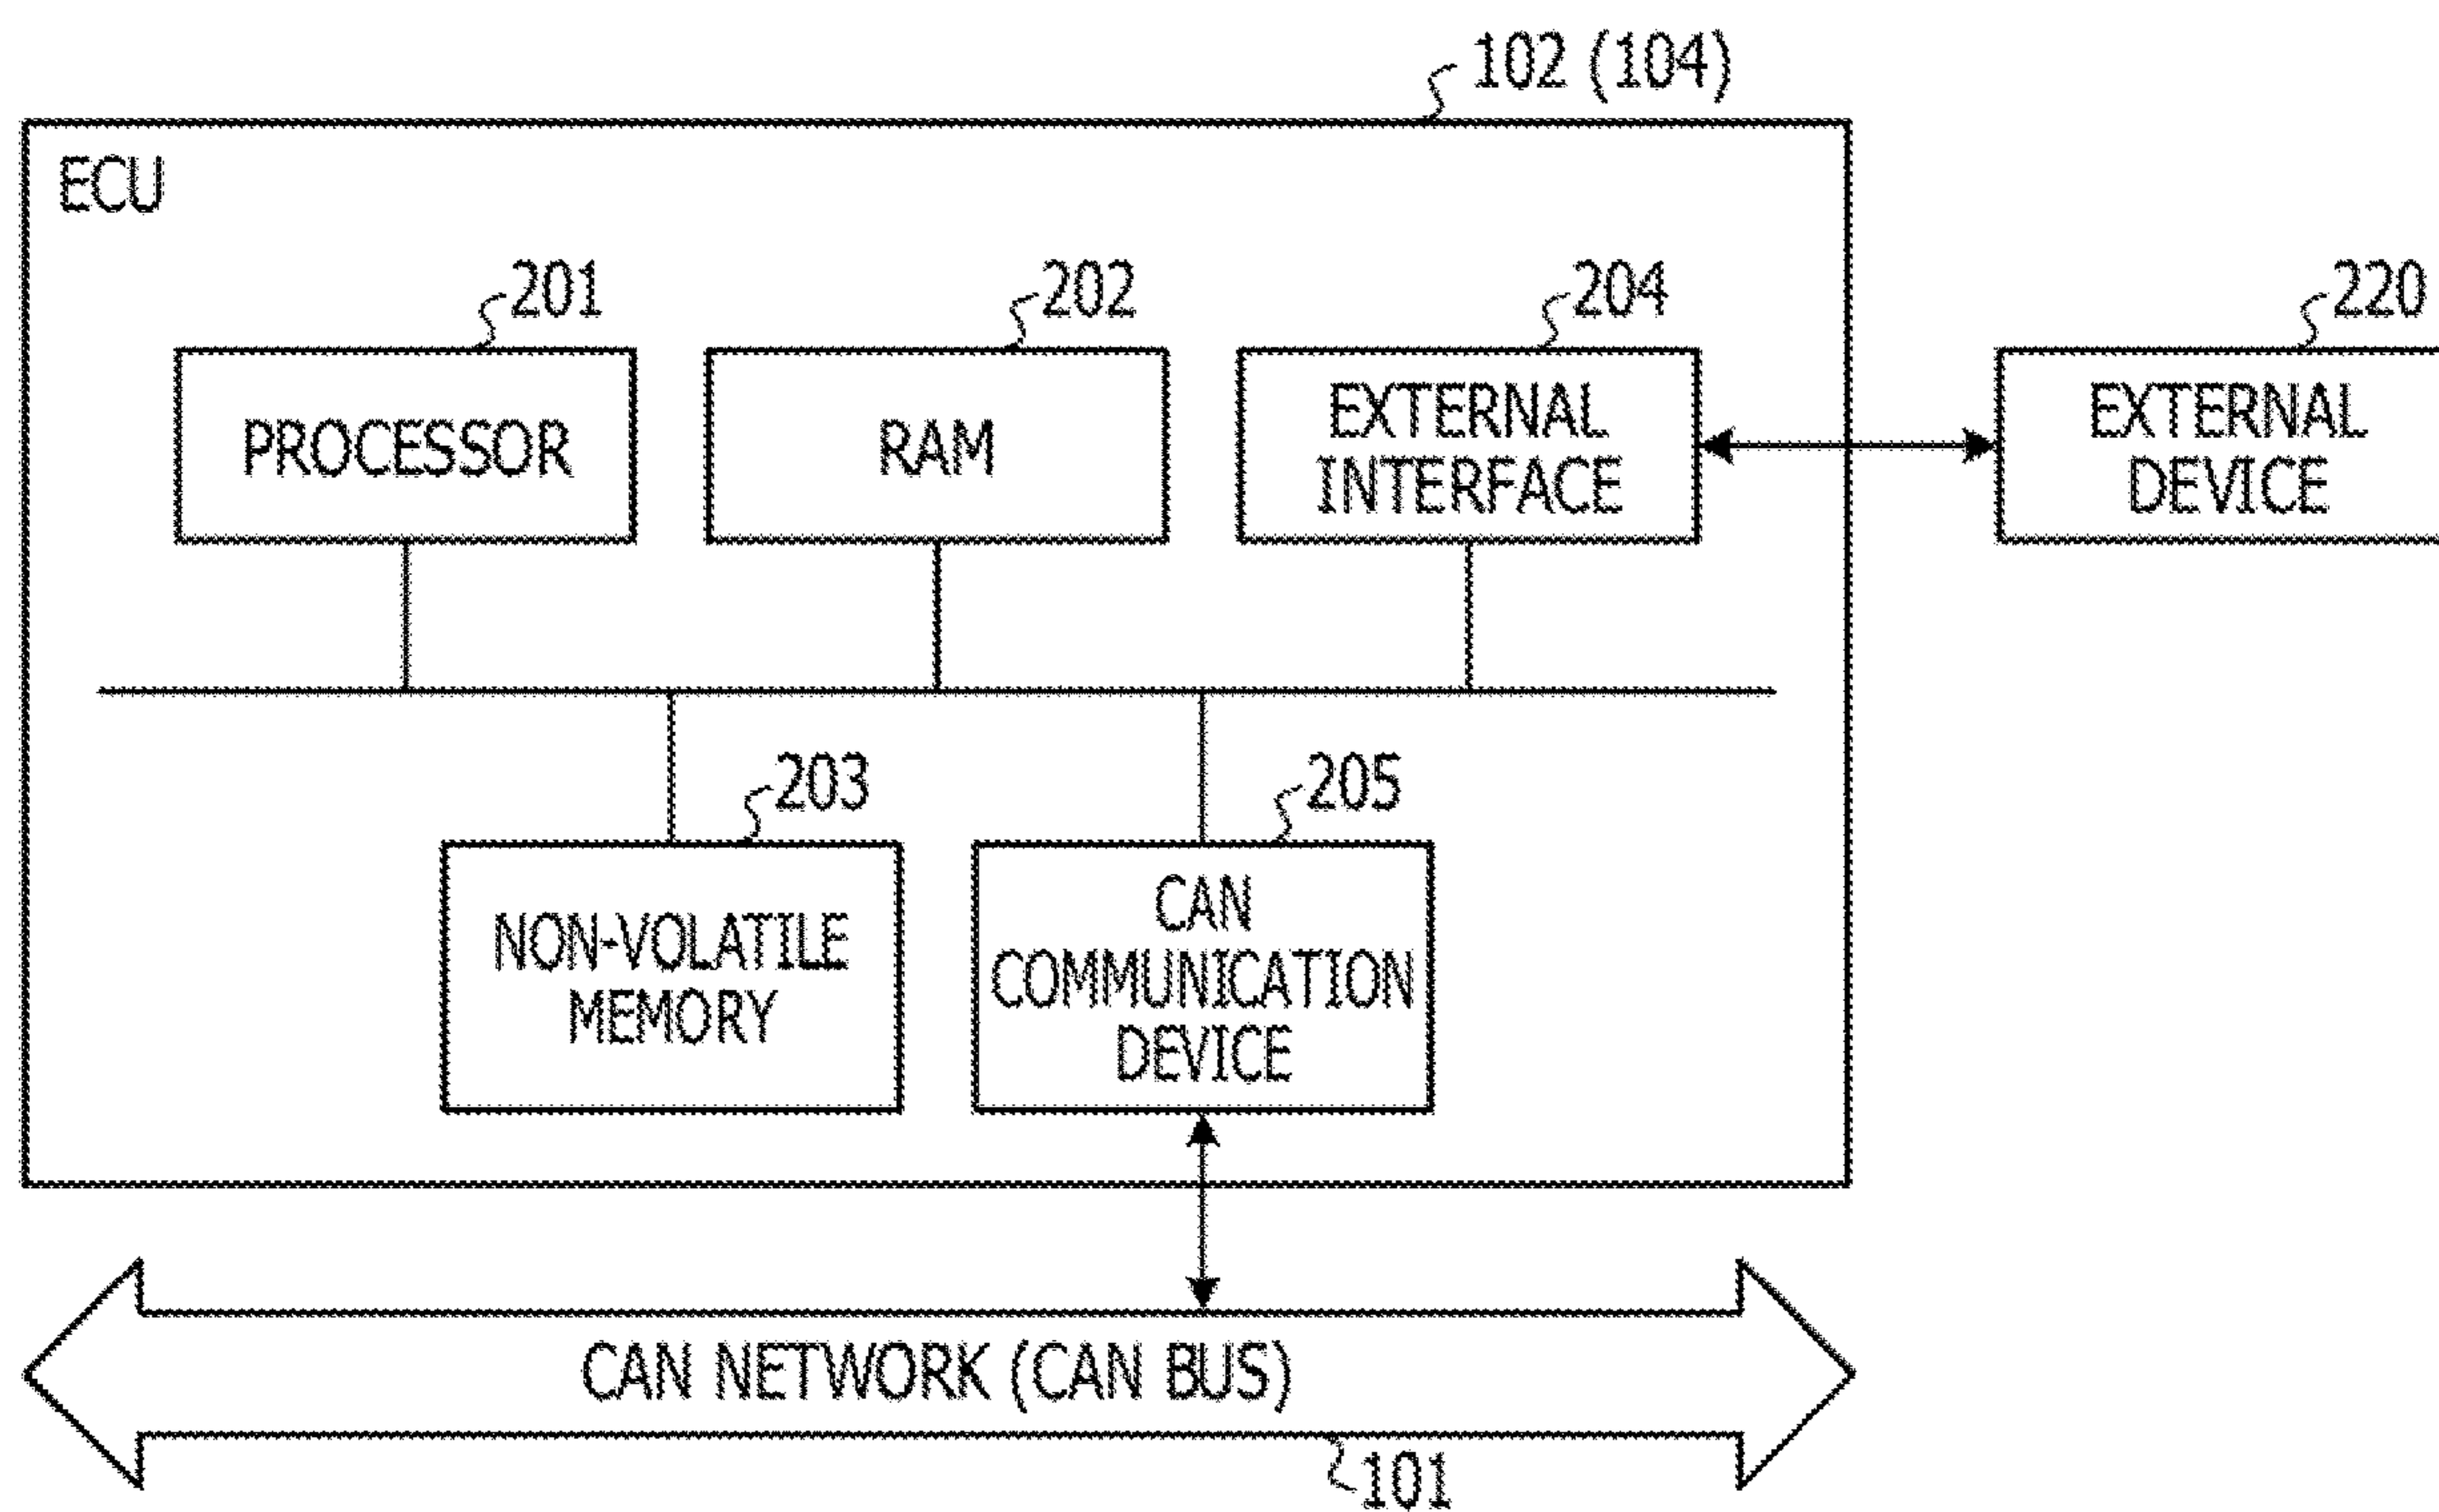 102 (104)
ECU
201
202
204
220
PROCESSOR
RAM
EXTERNAL
INTERFACE
EXTERNAL
DEVICE
203
205
NON-VOLATILE
MEMORY
CAN
COMMUNICATION
DEVICE
CAN NETWORK (CAN BUS)
101